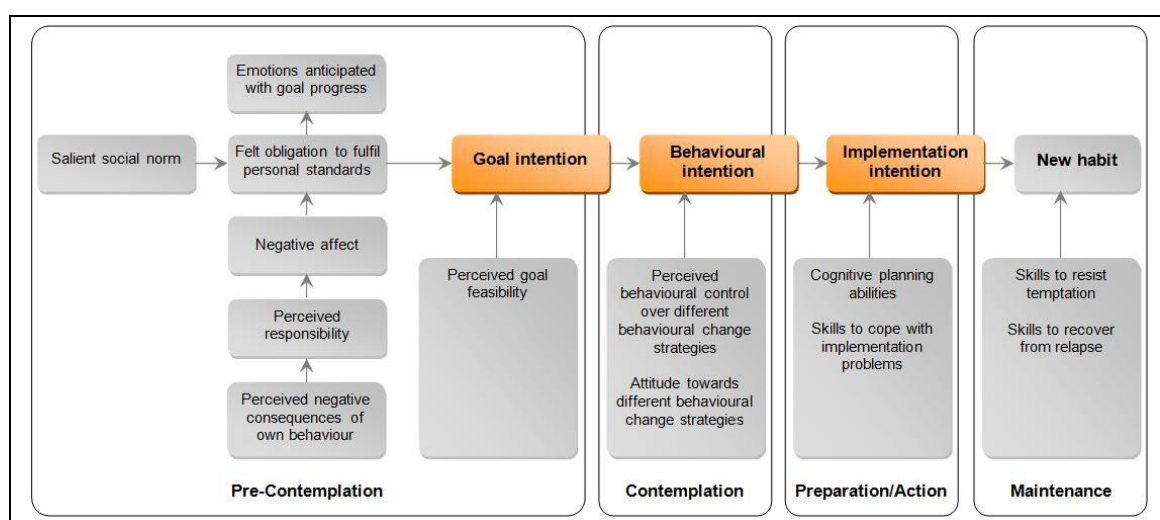 Emotions anticipated
with goal progress
Salient social norm
Felt obligation to fulfil
personal standards
Goal intention
Behavioural
intention
Implementation
intention
New habit
Negative affect
Perceived
responsibility
Perceived negative
consequences of
own behaviour
Perceived goal
feasibility
Perceived
behavioural control
over different
behavioural change
strategies
Attitude towards
different behavioural
change strategies
Cognitive planning
abilities
Skills to cope with
implementation
problems
Skills to resist
temptation
Skills to recover
from relapse
Pre-Contemplation
Contemplation
Preparation/Action
Maintenance